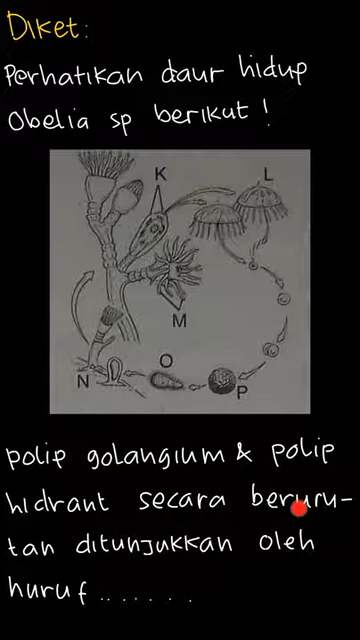 DIKET:
Perhatikan daur hidup
Obelia sp berikut !
K
L
M
N
O
P
polip golangium & polip
hidrant secara beruru-
tan ditunjukkan oleh
huruf.......